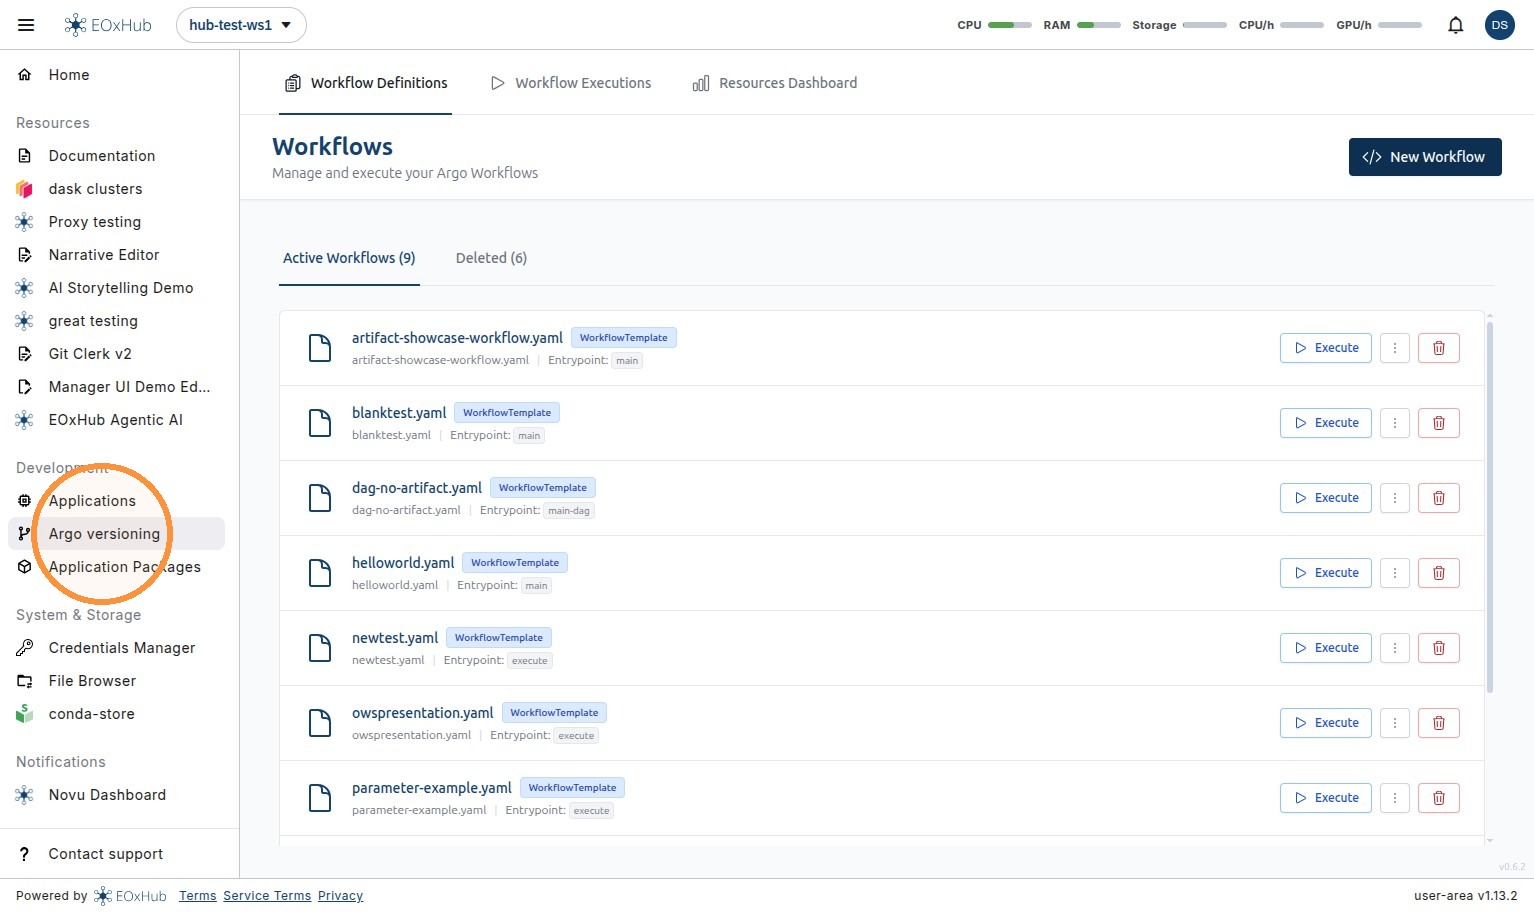 EOxHub
hub-test-ws1
CPU
RAM
Storage
CPU/h
GPU/h
DS
Home
Resources
Documentation
dask clusters
Proxy testing
Narrative Editor
AI Storytelling Demo
great testing
Git Clerk v2
Manager UI Demo Ed...
EOxHub Agentic AI
Development
Applications
Argo versioning
Application Packages
System & Storage
Credentials Manager
File Browser
conda-store
Notifications
Novu Dashboard
? Contact support
Workflow Definitions
Workflow Executions
Resources Dashboard
Workflows
Manage and execute your Argo Workflows
</> New Workflow
Active Workflows (9)
Deleted (6)
artifact-showcase-workflow.yaml WorkflowTemplate
artifact-showcase-workflow.yaml | Entrypoint: main
Execute
blanktest.yaml WorkflowTemplate
blanktest.yaml | Entrypoint: main
Execute
dag-no-artifact.yaml WorkflowTemplate
dag-no-artifact.yaml | Entrypoint: main-dag
Execute
helloworld.yaml WorkflowTemplate
helloworld.yaml | Entrypoint: main
Execute
newtest.yaml WorkflowTemplate
newtest.yaml | Entrypoint: execute
Execute
owspresentation.yaml WorkflowTemplate
owspresentation.yaml | Entrypoint: execute
Execute
parameter-example.yaml WorkflowTemplate
parameter-example.yaml | Entrypoint: execute
Execute
v0.6.2
Powered by EOxHub Terms Service Terms Privacy
user-area v1.13.2